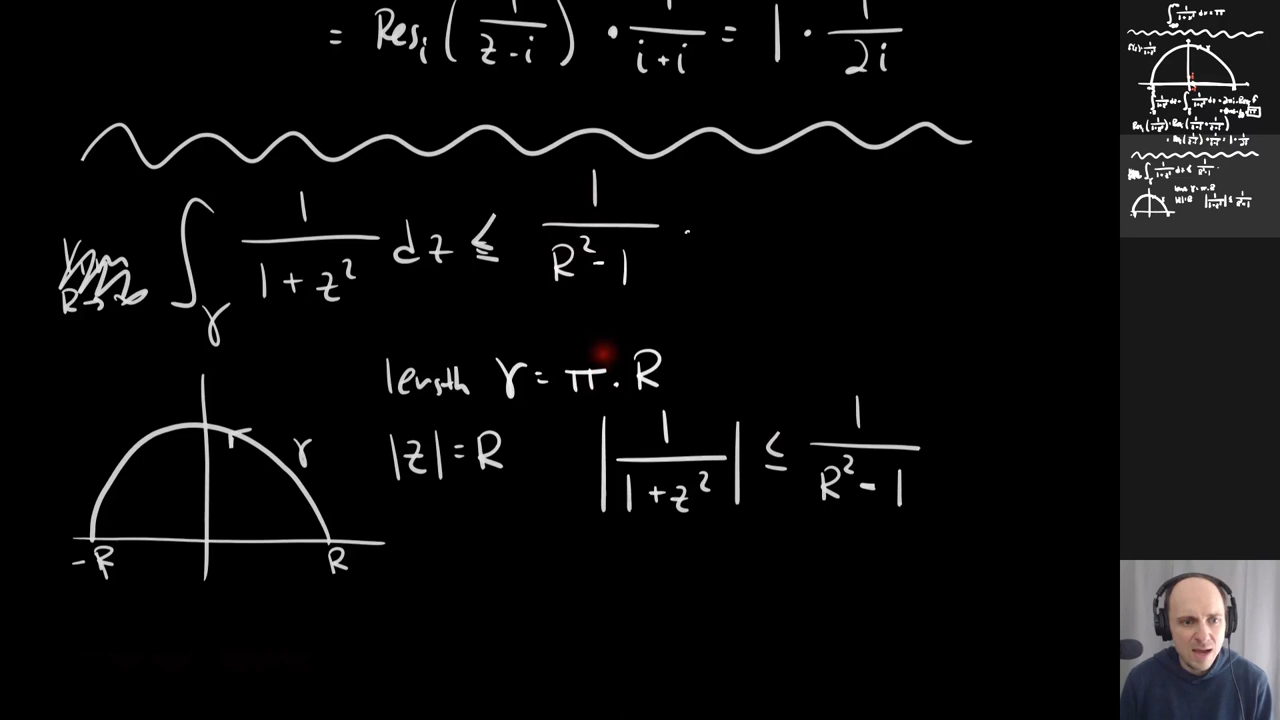 = Res_i (1/(z-i)) · 1/(i+i) = 1 · 1/(2i)
∫_γ 1/(1+z²) dz ≤ 1/(R²-1) ·
length γ = π · R
|z| = R |1/(1+z²)| ≤ 1/(R²-1)
γ
-R R